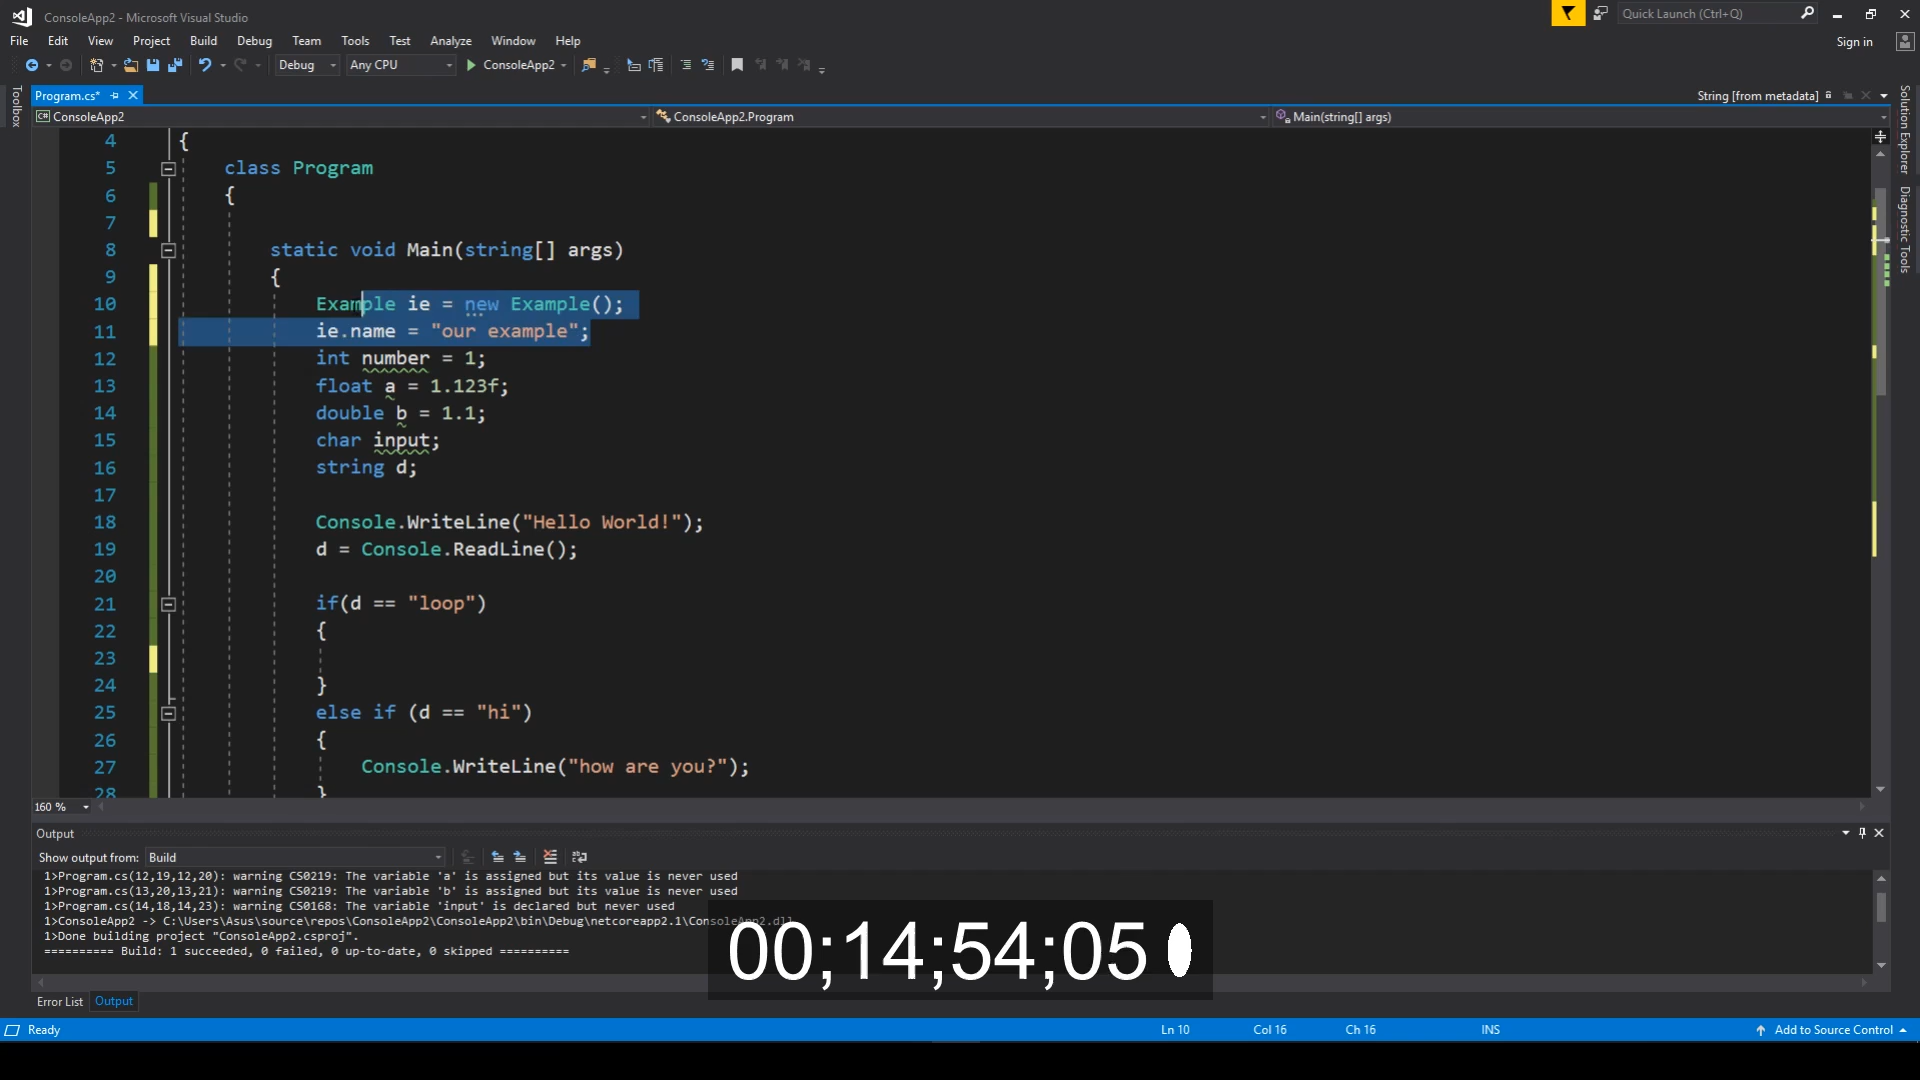 ConsoleApp2 - Microsoft Visual Studio
Quick Launch (Ctrl+Q)
File Edit View Project Build Debug Team Tools Test Analyze Window Help
Sign in
Debug Any CPU ConsoleApp2
Program.cs*
String [from metadata]
ConsoleApp2
ConsoleApp2.Program
Main(string[] args)
Toolbox
Solution Explorer
Diagnostic Tools
4 {
5 class Program
6 {
7
8 static void Main(string[] args)
9 {
10 Example ie = new Example();
11 ie.name = "our example";
12 int number = 1;
13 float a = 1.123f;
14 double b = 1.1;
15 char input;
16 string d;
17
18 Console.WriteLine("Hello World!");
19 d = Console.ReadLine();
20
21 if(d == "loop")
22 {
23
24 }
25 else if (d == "hi")
26 {
27 Console.WriteLine("how are you?");
28 }
160 %
Output
Show output from: Build
1>Program.cs(12,19,12,20): warning CS0219: The variable 'a' is assigned but its value is never used
1>Program.cs(13,20,13,21): warning CS0219: The variable 'b' is assigned but its value is never used
1>Program.cs(14,18,14,23): warning CS0168: The variable 'input' is declared but never used
1>ConsoleApp2 -> C:\Users\Asus\source\repos\ConsoleApp2\ConsoleApp2\bin\Debug\netcoreapp2.1\ConsoleApp2.dll
1>Done building project "ConsoleApp2.csproj".
========== Build: 1 succeeded, 0 failed, 0 up-to-date, 0 skipped ==========
00;14;54;05
Error List Output
Ready
Ln 10 Col 16 Ch 16 INS
Add to Source Control